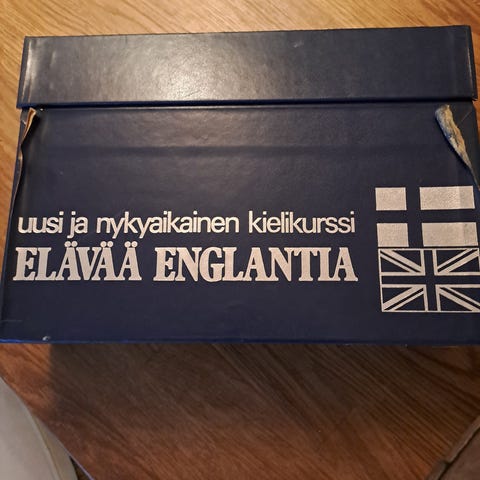 uusi ja nykyaikainen kielikurssi
ELÄVÄÄ ENGLANTIA